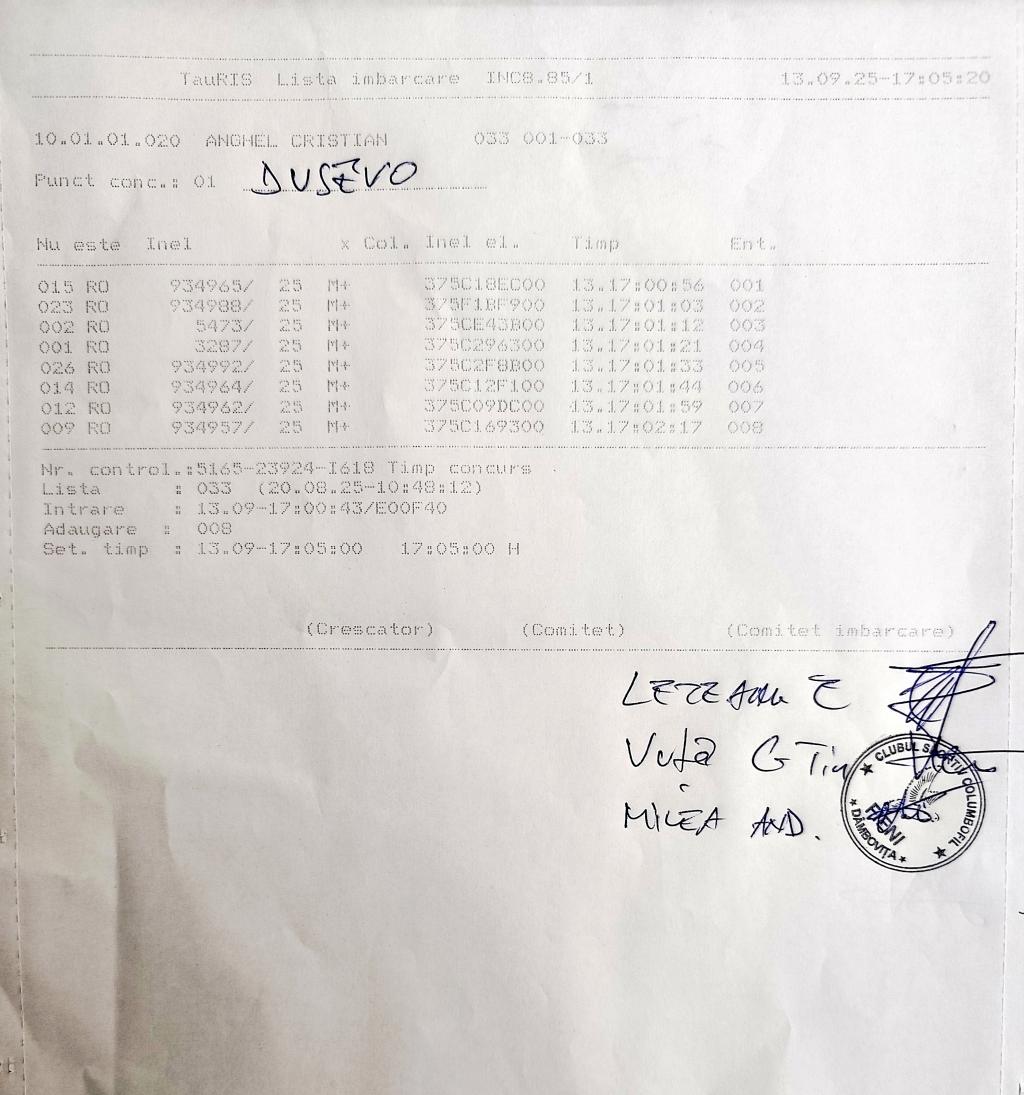 TauRIS Lista imbarcare INC8.85/1 13.09.25-17:05:20
10.01.01.020 ANGHEL CRISTIAN 033 001-033
Punct conc.: 01 DUSEVO
Nu este Inel x Col. Inel el. Timp Ent.
015 RO 934965/ 25 M+ 375C18EC00 13.17:00:56 001
023 RO 934988/ 25 M+ 375F1BF900 13.17:01:03 002
002 RO 5473/ 25 M+ 375CE43B00 13.17:01:12 003
001 RO 3287/ 25 M+ 375C296300 13.17:01:21 004
026 RO 934992/ 25 M+ 375C2F8B00 13.17:01:33 005
014 RO 934964/ 25 M+ 375C12F100 13.17:01:44 006
012 RO 934962/ 25 M+ 375C09DC00 13.17:01:59 007
009 RO 934957/ 25 M+ 375C169300 13.17:02:17 008
Nr. control.:5165-23924-I618 Timp concurs
Lista : 033 (20.08.25-10:48:12)
Intrare : 13.09-17:00:43/E00F40
Adaugare : 008
Set. timp : 13.09-17:05:00 17:05:00 H
(Crescator) (Comitet) (Comitet imbarcare)
LEZEANU E
Vuta G Tin
MILEA AND.
CLUBUL SPORTIV COLUMBOFIL
FIENI
DÂMBOVIȚA